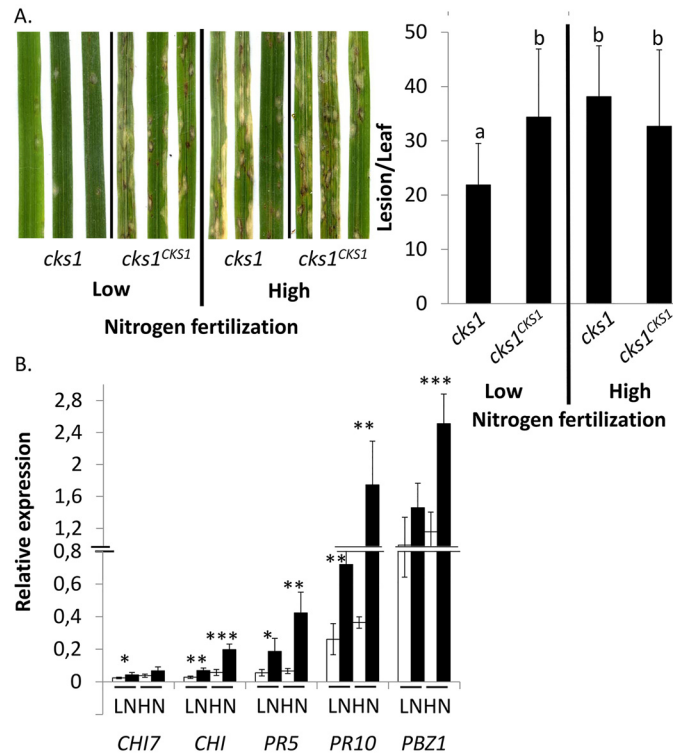 A.
cks1 cks1CKS1 cks1 cks1CKS1
Low High
Nitrogen fertilization
Lesion/Leaf
50
40
30
20
10
0
a b b b
cks1 cks1CKS1 cks1 cks1CKS1
Low High
Nitrogen fertilization
B.
Relative expression
2,8
2,4
2
1,6
1,2
0,8
0,6
0,4
0,2
0
* ** *** * ** ** ** ***
LNHN LNHN LNHN LNHN LNHN
CHI7 CHI PR5 PR10 PBZ1